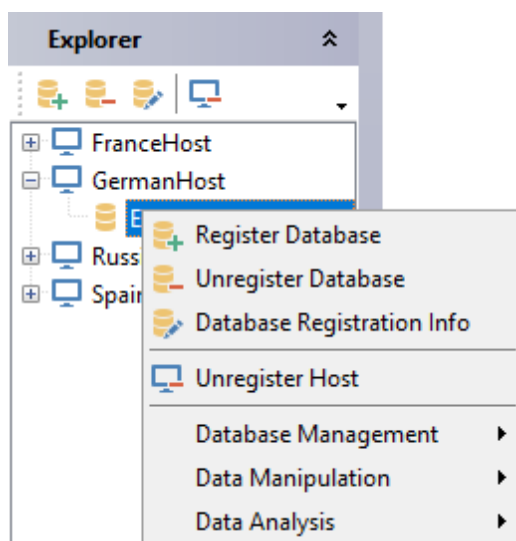 Explorer
FranceHost
GermanHost
Register Database
Unregister Database
Database Registration Info
Unregister Host
Database Management
Data Manipulation
Data Analysis